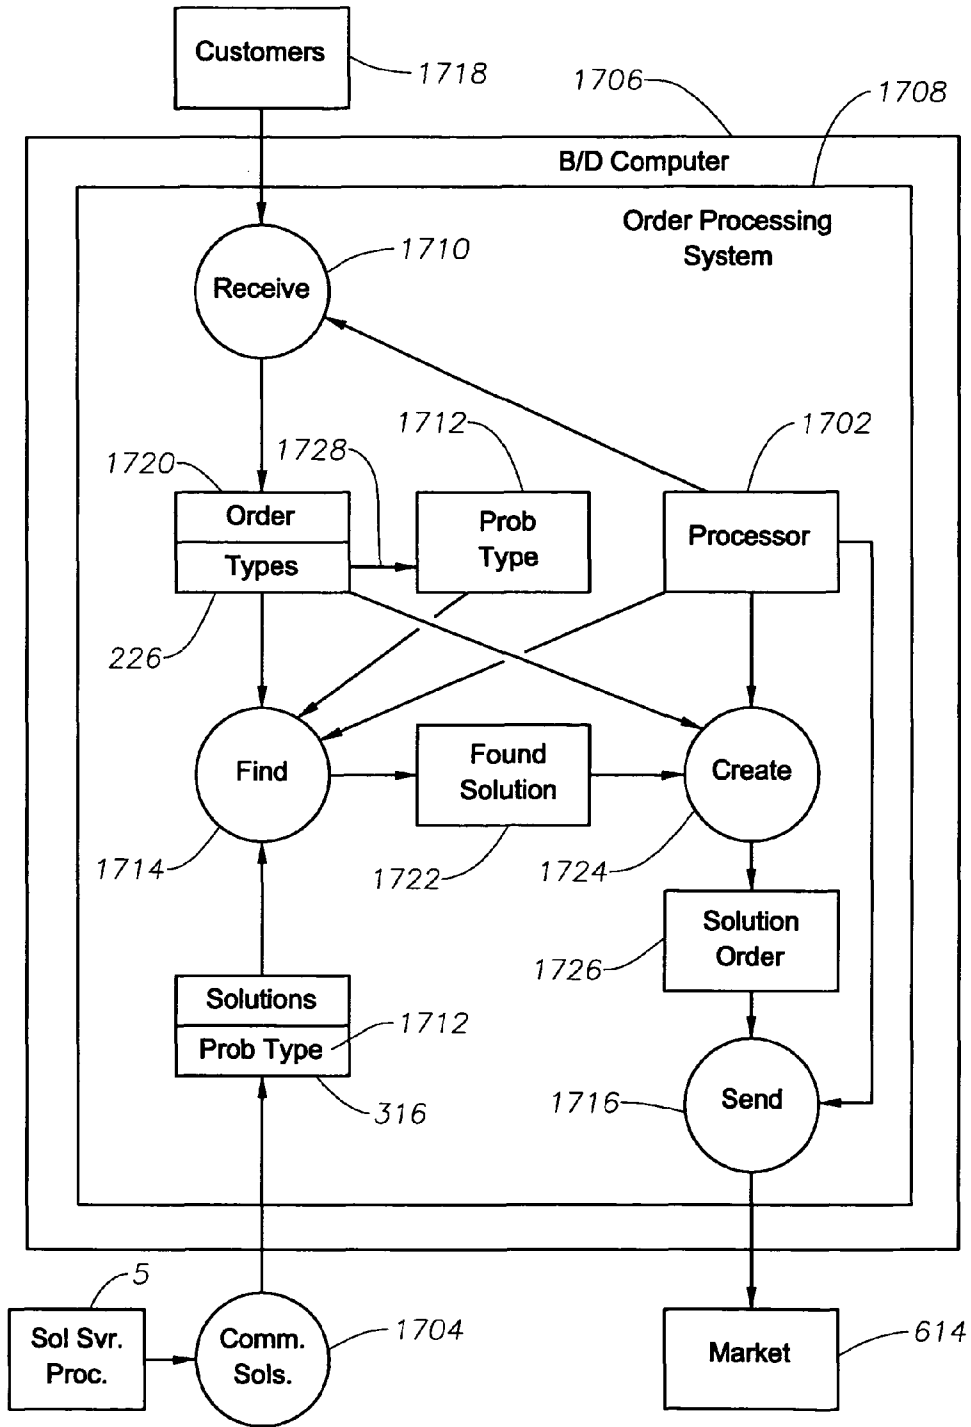 Customers
1718
1706
1708
B/D Computer
Order Processing
System
1710
Receive
1712
1702
1728
1720
Order
Types
Prob
Type
Processor
226
Find
Found
Solution
Create
1714
1722
1724
Solution
Order
1726
Solutions
Prob Type
1712
316
1716
Send
5
Sol Svr.
Proc.
Comm.
Sols.
1704
Market
614